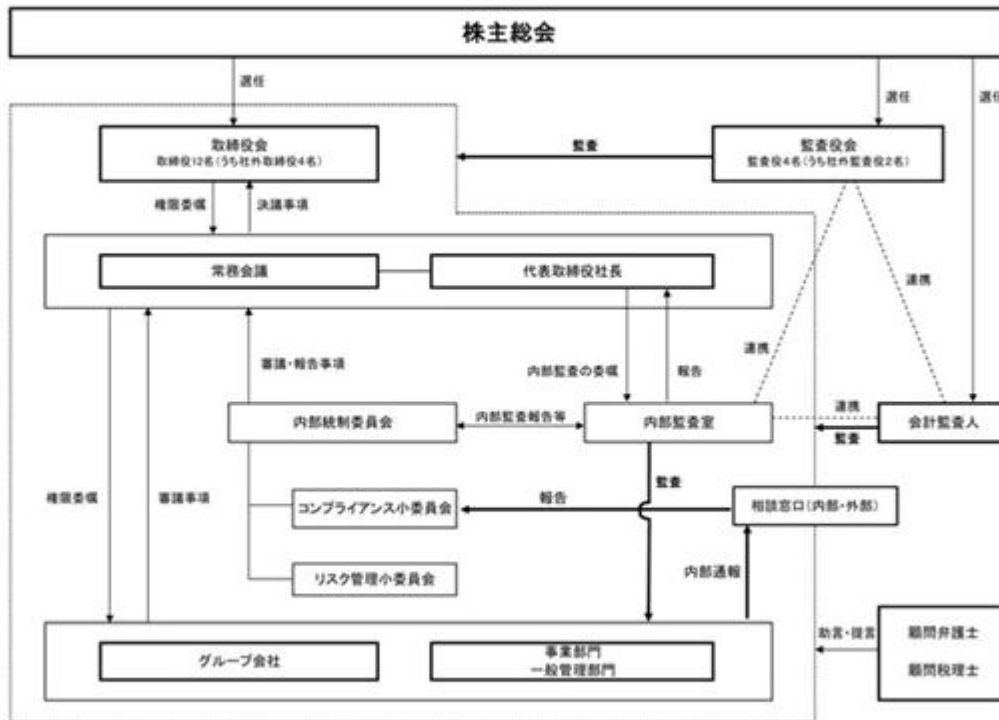 株主総会
選任
選任
選任
取締役会
取締役12名(うち社外取締役4名)
監査
監査役会
監査役4名(うち社外監査役2名)
権限委嘱
決議事項
常務会議
代表取締役社長
連携
連携
審議・報告事項
内部監査の委嘱
報告
内部統制委員会
内部監査報告等
内部監査室
連携
監査
会計監査人
権限委嘱
審議事項
監査
コンプライアンス小委員会
報告
相談窓口(内部・外部)
リスク管理小委員会
内部通報
グループ会社
事業部門
一般管理部門
助言・提言
顧問弁護士
顧問税理士